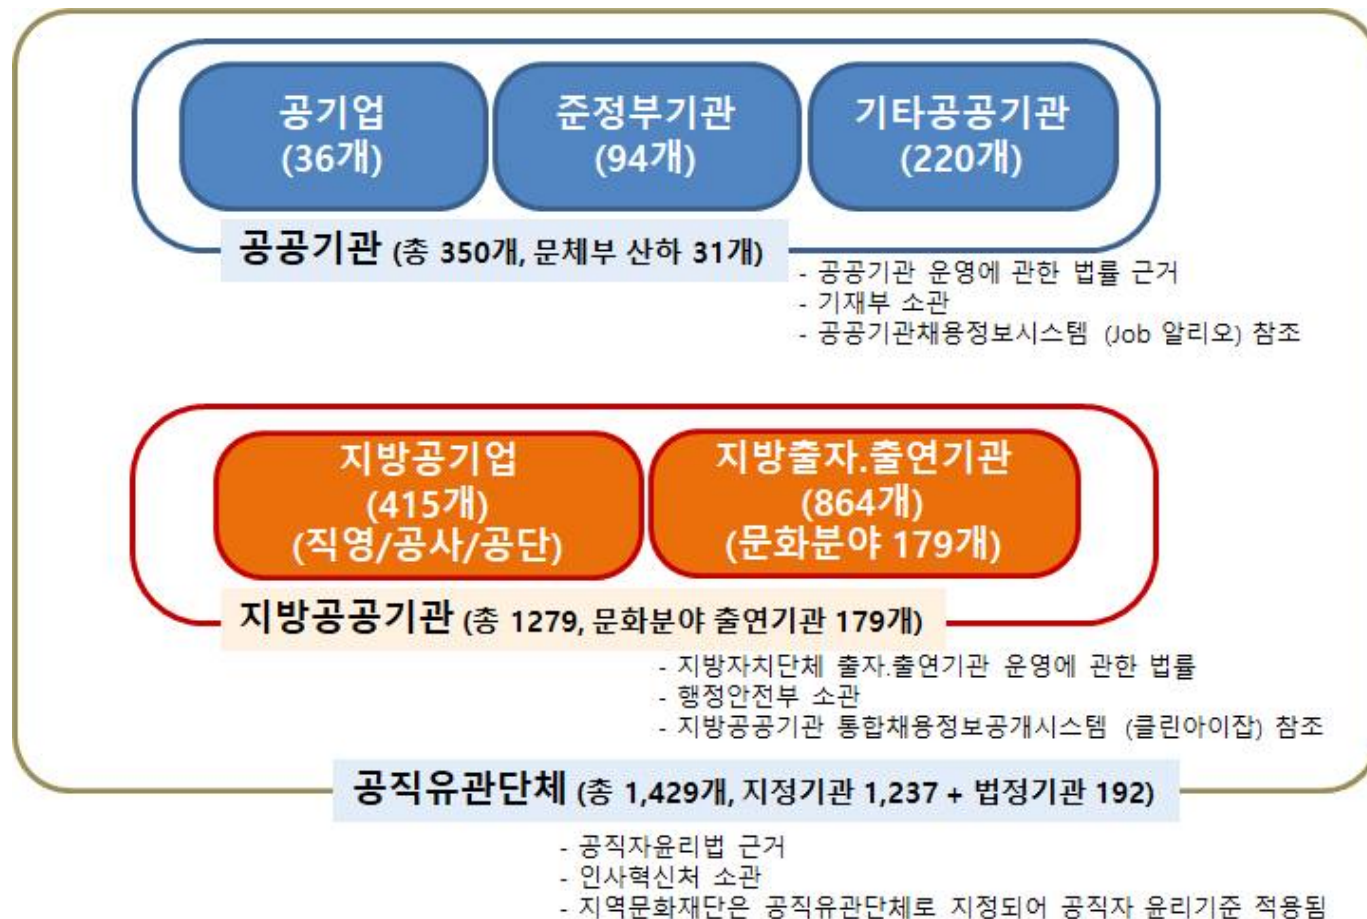 공기업
(36개)
준정부기관
(94개)
기타공공기관
(220개)
공공기관 (총 350개, 문체부 산하 31개)
- 공공기관 운영에 관한 법률 근거
- 기재부 소관
- 공공기관채용정보시스템 (Job 알리오) 참조
지방공기업
(415개)
(직영/공사/공단)
지방출자.출연기관
(864개)
(문화분야 179개)
지방공공기관 (총 1279, 문화분야 출연기관 179개)
- 지방자치단체 출자.출연기관 운영에 관한 법률
- 행정안전부 소관
- 지방공공기관 통합채용정보공개시스템 (클린아이잡) 참조
공직유관단체 (총 1,429개, 지정기관 1,237 + 법정기관 192)
- 공직자윤리법 근거
- 인사혁신처 소관
- 지역문화재단은 공직유관단체로 지정되어 공직자 윤리기준 적용됨